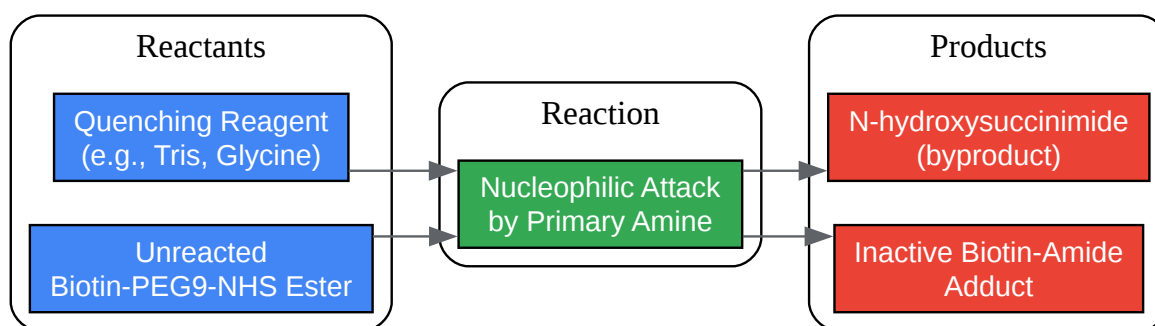 Reactants
Quenching Reagent
(e.g., Tris, Glycine)
Unreacted
Biotin-PEG9-NHS Ester
Reaction
Nucleophilic Attack
by Primary Amine
Products
N-hydroxysuccinimide
(byproduct)
Inactive Biotin-Amide
Adduct